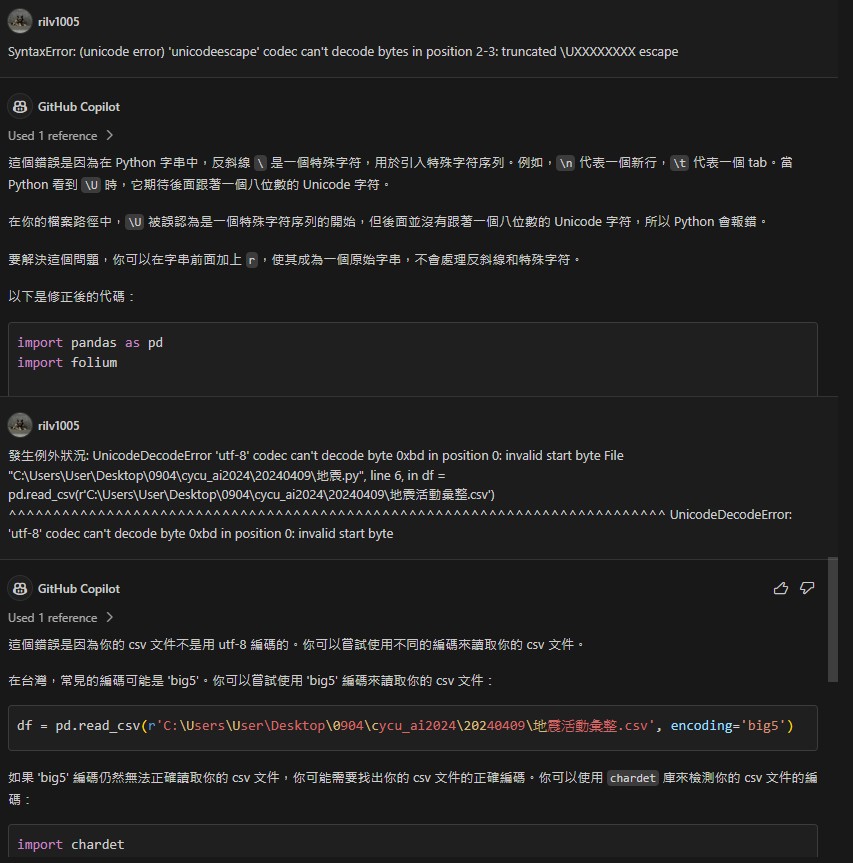 rilv1005
SyntaxError: (unicode error) 'unicodeescape' codec can't decode bytes in position 2-3: truncated \UXXXXXXXX escape
GitHub Copilot
Used 1 reference
這個錯誤是因為在 Python 字串中，反斜線 \ 是一個特殊字符，用於引入特殊字符序列。例如，\n 代表一個新行，\t 代表一個 tab。當
Python 看到 \U 時，它期待後面跟著一個八位數的 Unicode 字符。
在你的檔案路徑中，\U 被誤認為是一個特殊字符序列的開始，但後面並沒有跟著一個八位數的 Unicode 字符，所以 Python 會報錯。
要解決這個問題，你可以在字串前面加上 r，使其成為一個原始字串，不會處理反斜線和特殊字符。
以下是修正後的代碼：
import pandas as pd
import folium
rilv1005
發生例外狀況: UnicodeDecodeError 'utf-8' codec can't decode byte 0xbd in position 0: invalid start byte File
"C:\Users\User\Desktop\0904\cycu_ai2024\20240409\地震.py", line 6, in df =
pd.read_csv(r'C:\Users\User\Desktop\0904\cycu_ai2024\20240409\地震活動彙整.csv')
^^^^^^^^^^^^^^^^^^^^^^^^^^^^^^^^^^^^^^^^^^^^^^^^^^^^^^^^^^^^^^^^^^^^^^^^^^ UnicodeDecodeError:
'utf-8' codec can't decode byte 0xbd in position 0: invalid start byte
GitHub Copilot
Used 1 reference
這個錯誤是因為你的 csv 文件不是用 utf-8 編碼的。你可以嘗試使用不同的編碼來讀取你的 csv 文件。
在台灣，常見的編碼可能是 'big5'。你可以嘗試使用 'big5' 編碼來讀取你的 csv 文件：
df = pd.read_csv(r'C:\Users\User\Desktop\0904\cycu_ai2024\20240409\地震活動彙整.csv', encoding='big5')
如果 'big5' 編碼仍然無法正確讀取你的 csv 文件，你可能需要找出你的 csv 文件的正確編碼。你可以使用 chardet 庫來檢測你的 csv 文件的編
碼：
import chardet